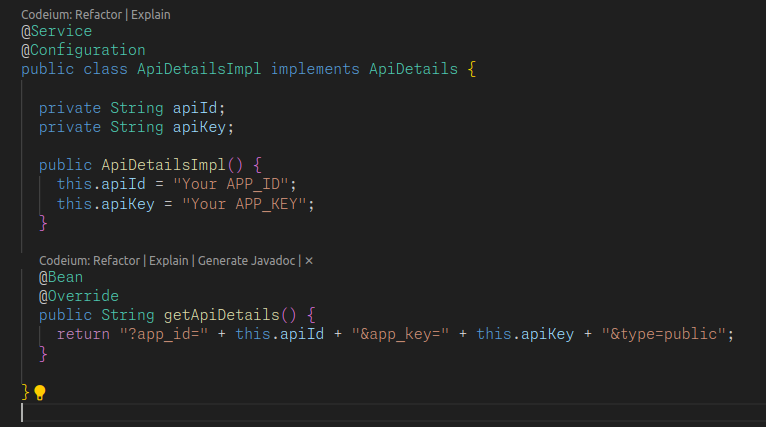 Codeium: Refactor | Explain
@Service
@Configuration
public class ApiDetailsImpl implements ApiDetails {
private String apiId;
private String apiKey;
public ApiDetailsImpl() {
this.apiId = "Your APP_ID";
this.apiKey = "Your APP_KEY";
}
Codeium: Refactor | Explain | Generate Javadoc | ×
@Bean
@Override
public String getApiDetails() {
return "?app_id=" + this.apiId + "&app_key=" + this.apiKey + "&type=public";
}
}